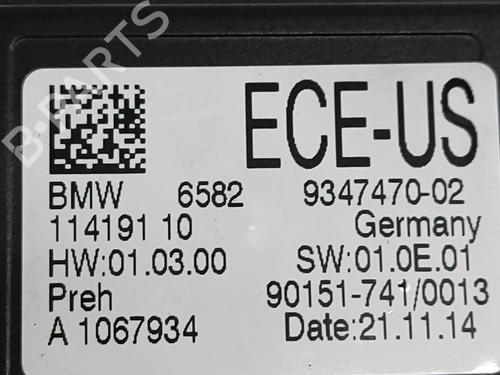 B-PARTS
ECE-US
BMW 6582 9347470-02
114191 10 Germany
HW:01.03.00 SW:01.0E.01
Preh 90151-741/0013
A 1067934 Date:21.11.14